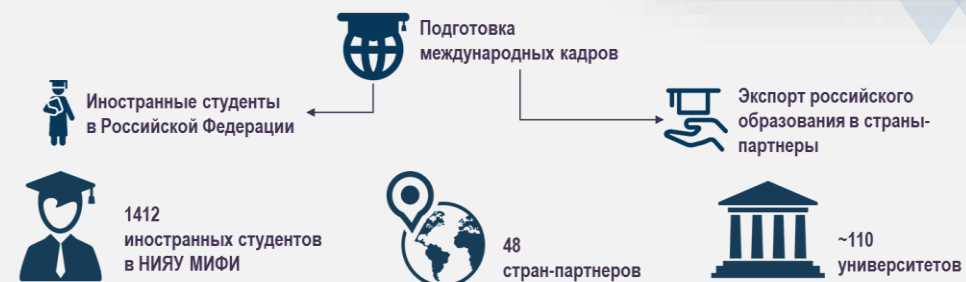 Подготовка
международных кадров
Иностранные студенты
в Российской Федерации
Экспорт российского
образования в страны-
партнеры
1412
иностранных студентов
в НИЯУ МИФИ
48
стран-партнеров
~110
университетов